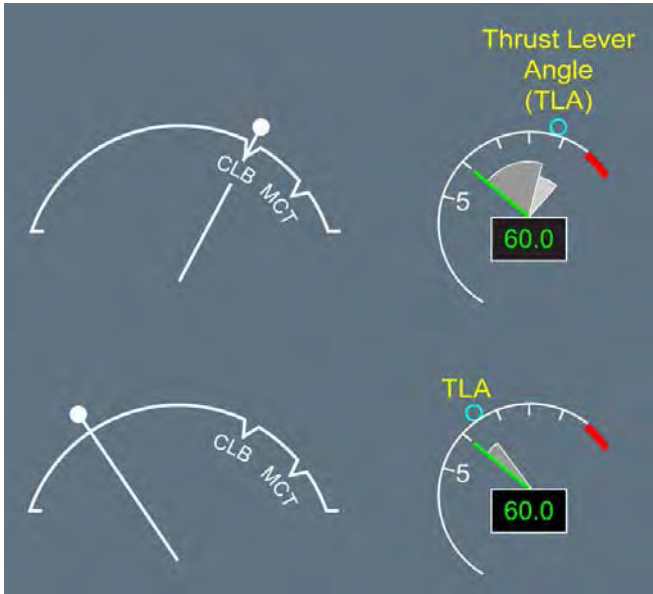 Thrust Lever
Angle
(TLA)
CLB MCT
5
60.0
TLA
CLB MCT
5
60.0